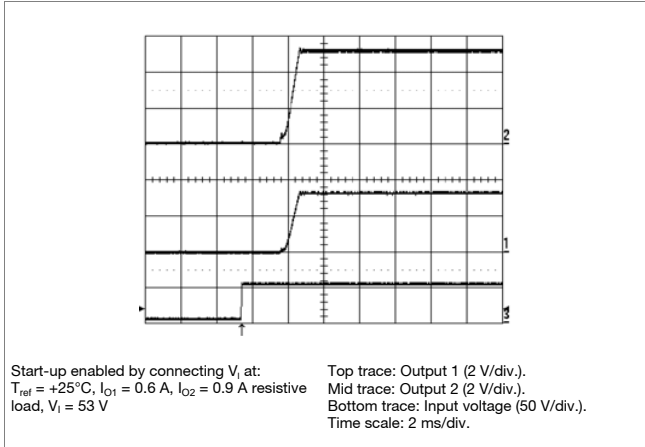 2
1
3
Start-up enabled by connecting V_I at:
T_ref = +25°C, I_O1 = 0.6 A, I_O2 = 0.9 A resistive
load, V_I = 53 V
Top trace: Output 1 (2 V/div.).
Mid trace: Output 2 (2 V/div.).
Bottom trace: Input voltage (50 V/div.).
Time scale: 2 ms/div.